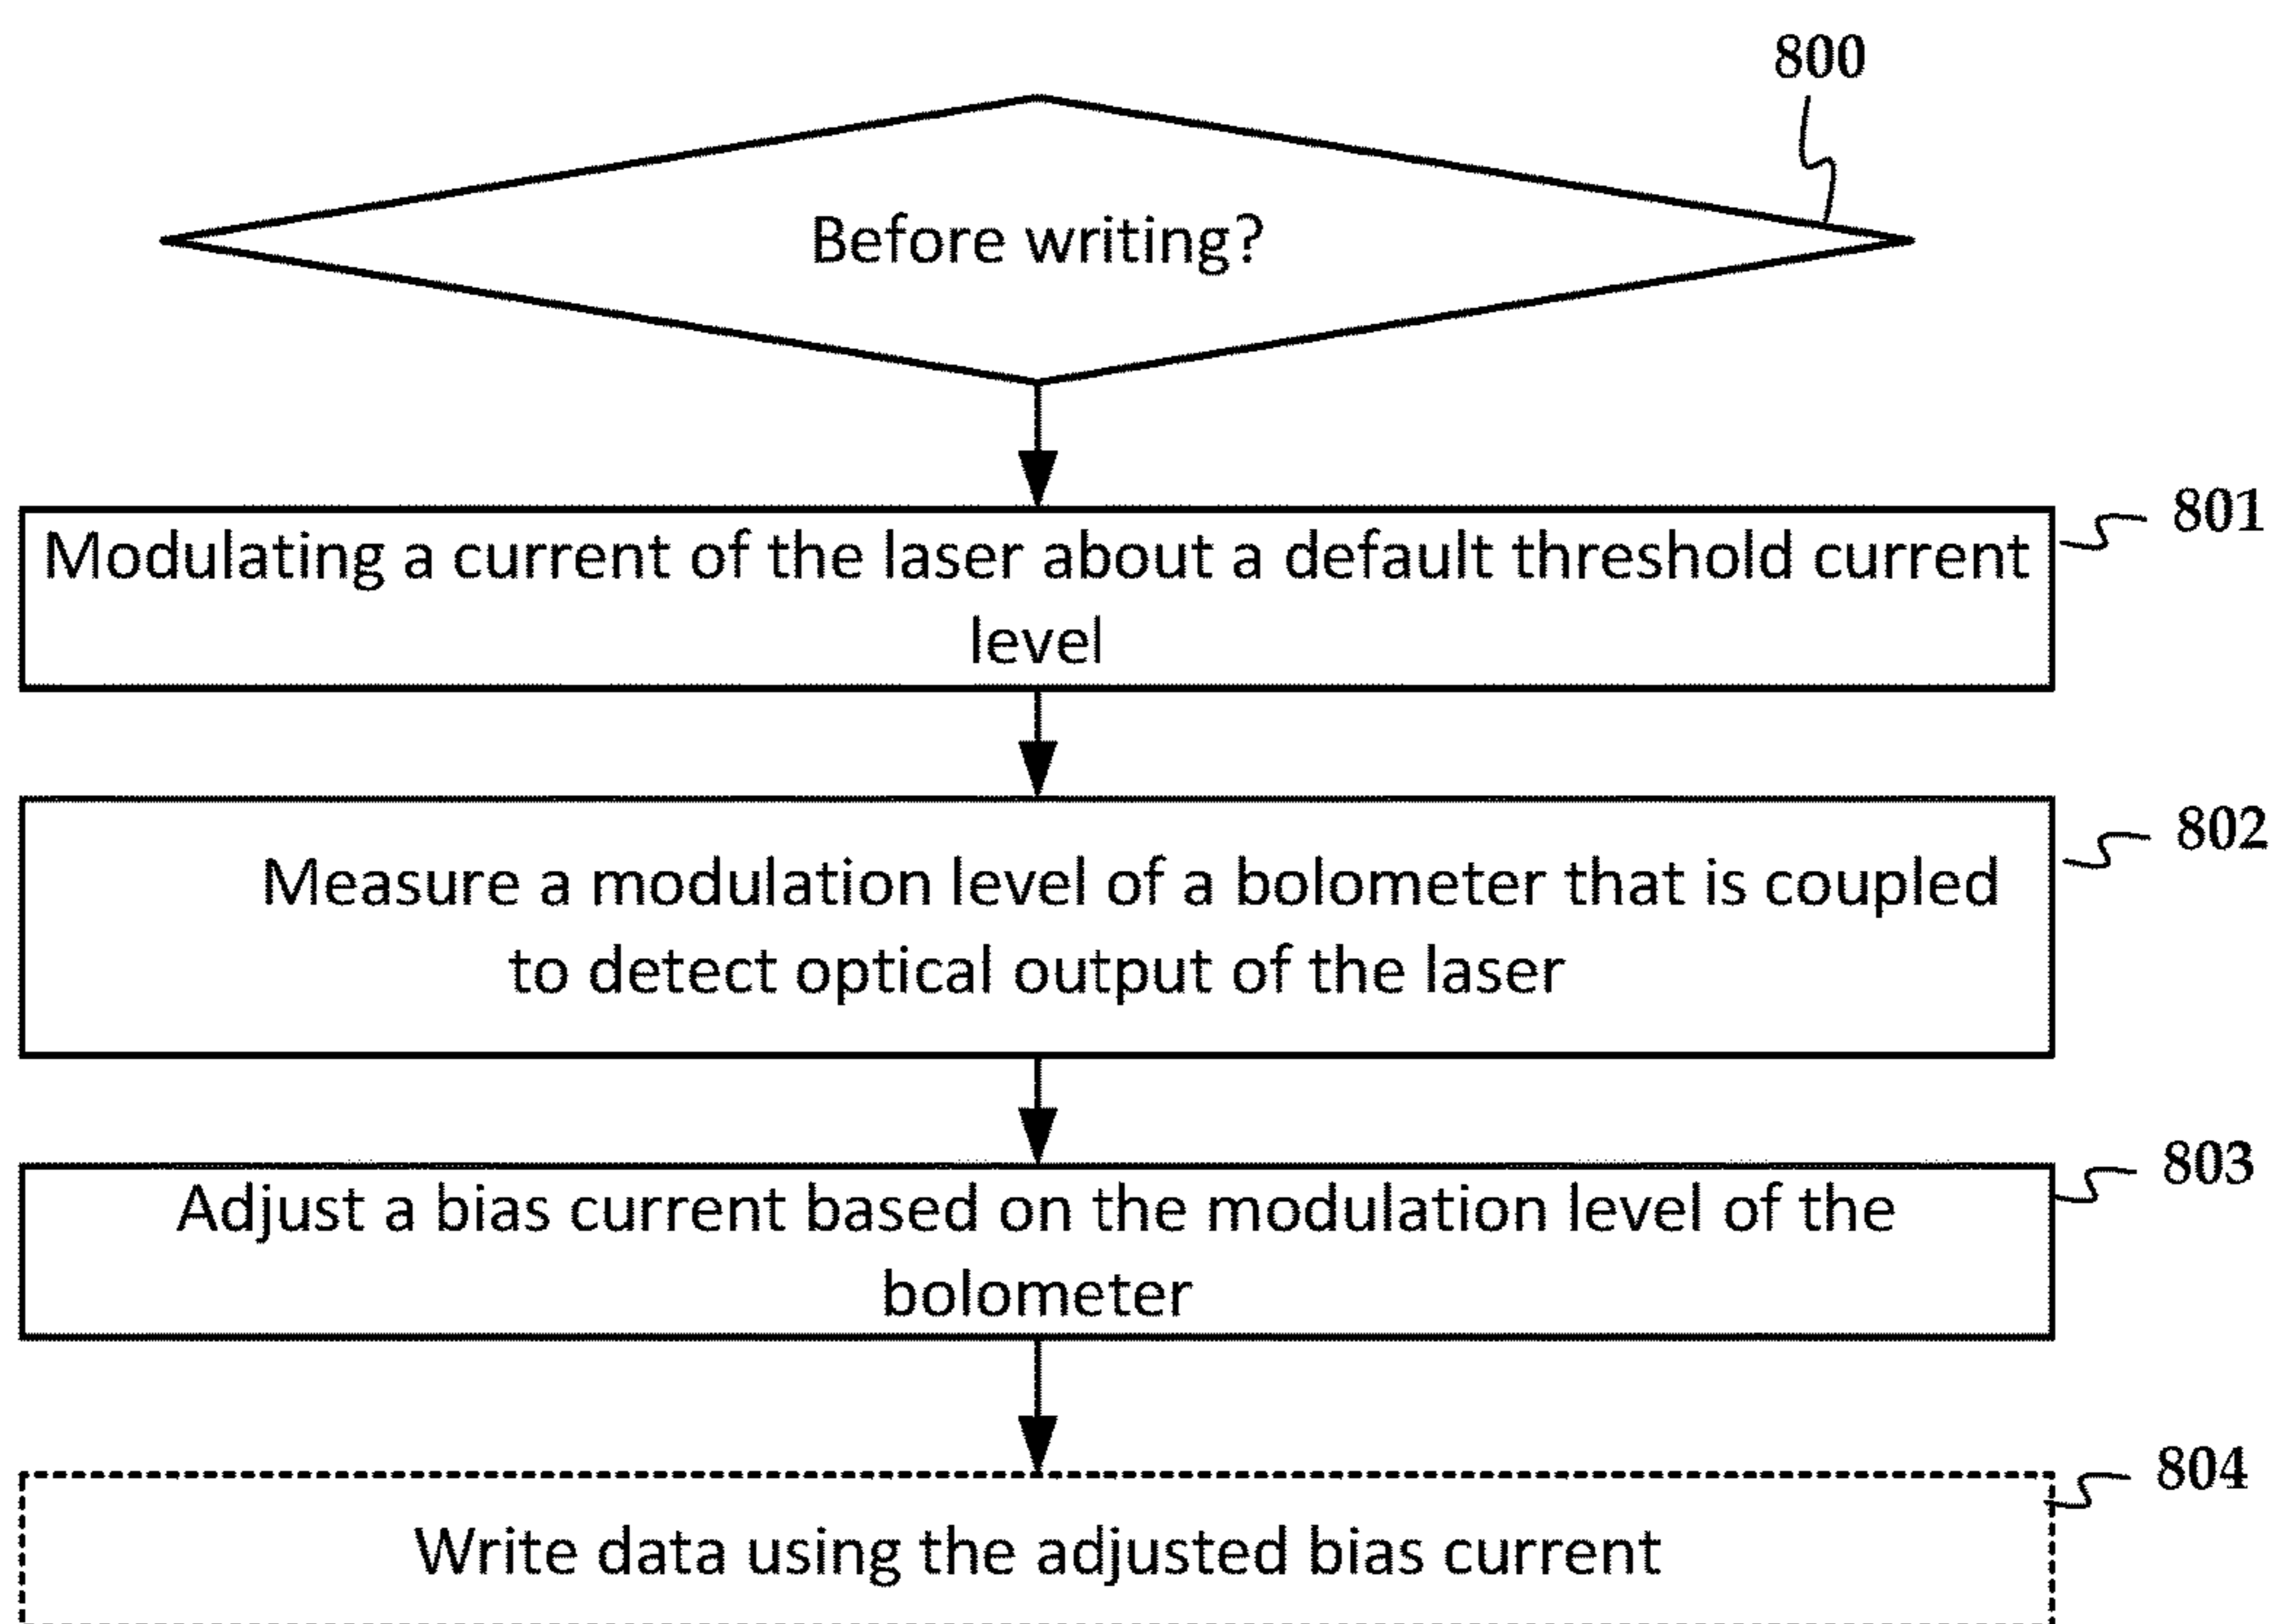 800
Before writing?
801
Modulating a current of the laser about a default threshold current
level
802
Measure a modulation level of a bolometer that is coupled
to detect optical output of the laser
803
Adjust a bias current based on the modulation level of the
bolometer
804
Write data using the adjusted bias current